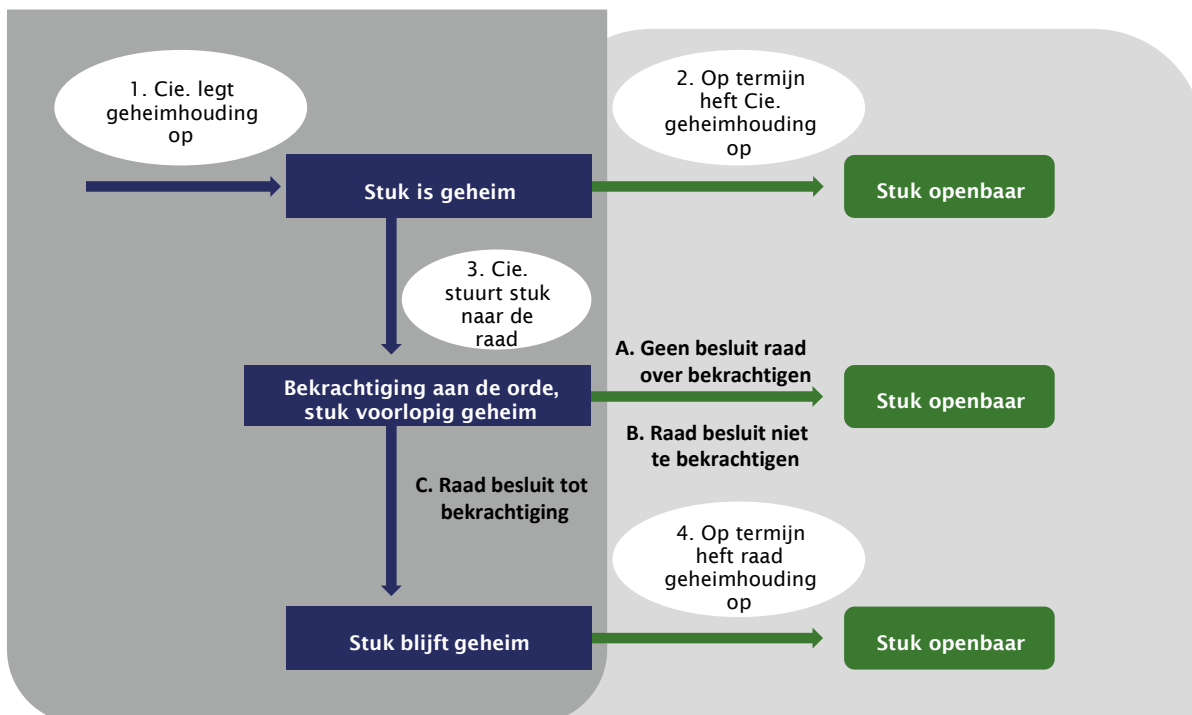 1. Cie. legt
geheimhouding
op
2. Op termijn
heft Cie.
geheimhouding
op
Stuk is geheim
Stuk openbaar
3. Cie.
stuurt stuk
naar de
raad
A. Geen besluit raad
over bekrachtigen
Bekrachtiging aan de orde,
stuk voorlopig geheim
Stuk openbaar
B. Raad besluit niet
te bekrachtigen
C. Raad besluit tot
bekrachtiging
4. Op termijn
heft raad
geheimhouding
op
Stuk blijft geheim
Stuk openbaar